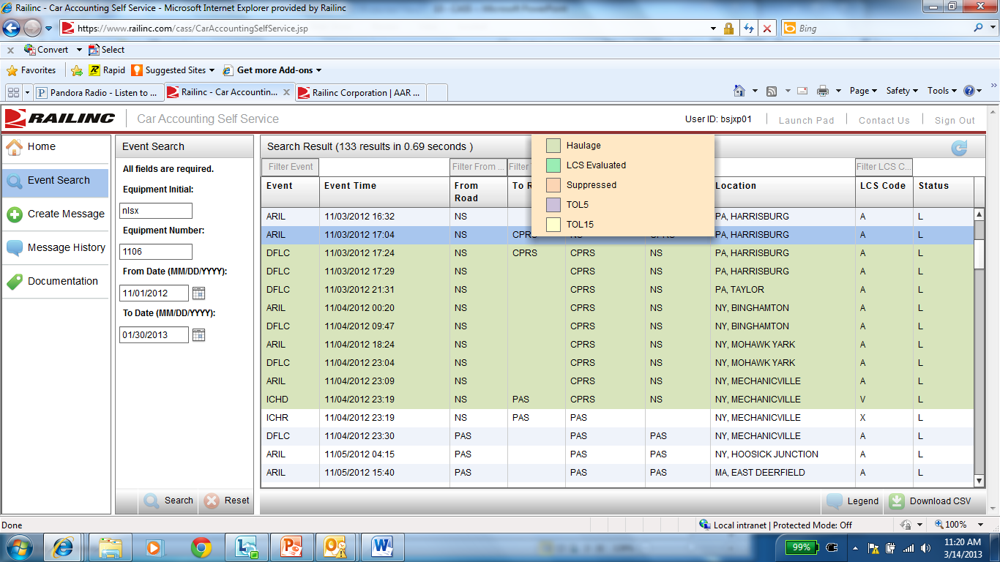 Railinc - Car Accounting Self Service - Microsoft Internet Explorer provided by Railinc
https://www.railinc.com/cass/CarAccountingSelfService.jsp
Bing
x Convert Select
Favorites Rapid Suggested Sites Get more Add-ons
Pandora Radio - Listen to ... Railinc - Car Accountin... x Railinc Corporation | AAR ... Page Safety Tools
RAILINC Car Accounting Self Service User ID: bsjxp01 Launch Pad Contact Us Sign Out
Home
Event Search
Create Message
Message History
Documentation
Event Search
All fields are required.
Equipment Initial:
nlsx
Equipment Number:
1106
From Date (MM/DD/YYYY):
11/01/2012
To Date (MM/DD/YYYY):
01/30/2013
Search Reset
Search Result (133 results in 0.69 seconds )
Haulage
LCS Evaluated
Suppressed
TOL5
TOL15
Filter Event Filter From ... Filter Filter LCS C...
Event Event Time From Road To R Location LCS Code Status
ARIL 11/03/2012 16:32 NS PA, HARRISBURG A L
ARIL 11/03/2012 17:04 NS CPRS NS CPRS PA, HARRISBURG A L
DFLC 11/03/2012 17:24 NS CPRS CPRS NS PA, HARRISBURG A L
DFLC 11/03/2012 17:29 NS CPRS NS PA, HARRISBURG A L
DFLC 11/03/2012 21:31 NS CPRS NS PA, TAYLOR A L
ARIL 11/04/2012 00:20 NS CPRS NS NY, BINGHAMTON A L
DFLC 11/04/2012 09:47 NS CPRS NS NY, BINGHAMTON A L
ARIL 11/04/2012 18:24 NS CPRS NS NY, MOHAWK YARK A L
DFLC 11/04/2012 23:04 NS CPRS NS NY, MOHAWK YARK A L
ARIL 11/04/2012 23:09 NS CPRS NS NY, MECHANICVILLE A L
ICHD 11/04/2012 23:19 NS PAS CPRS NS NY, MECHANICVILLE V L
ICHR 11/04/2012 23:19 NS PAS PAS NY, MECHANICVILLE X L
DFLC 11/04/2012 23:30 PAS PAS PAS NY, MECHANICVILLE A L
ARIL 11/05/2012 04:15 PAS PAS PAS NY, HOOSICK JUNCTION A L
ARIL 11/05/2012 15:40 PAS PAS PAS MA, EAST DEERFIELD A L
Legend Download CSV
Done Local intranet | Protected Mode: Off 100%
99% 11:20 AM
3/14/2013